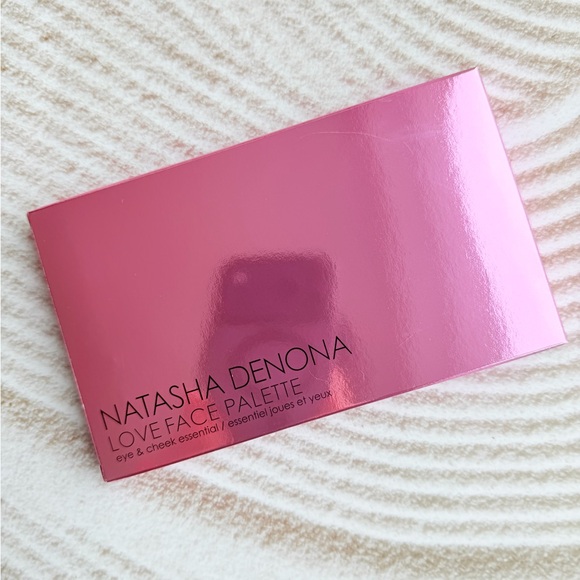 NATASHA DENONA
LOVE FACE PALETTE
eye & cheek essential / essentiel joues et yeux